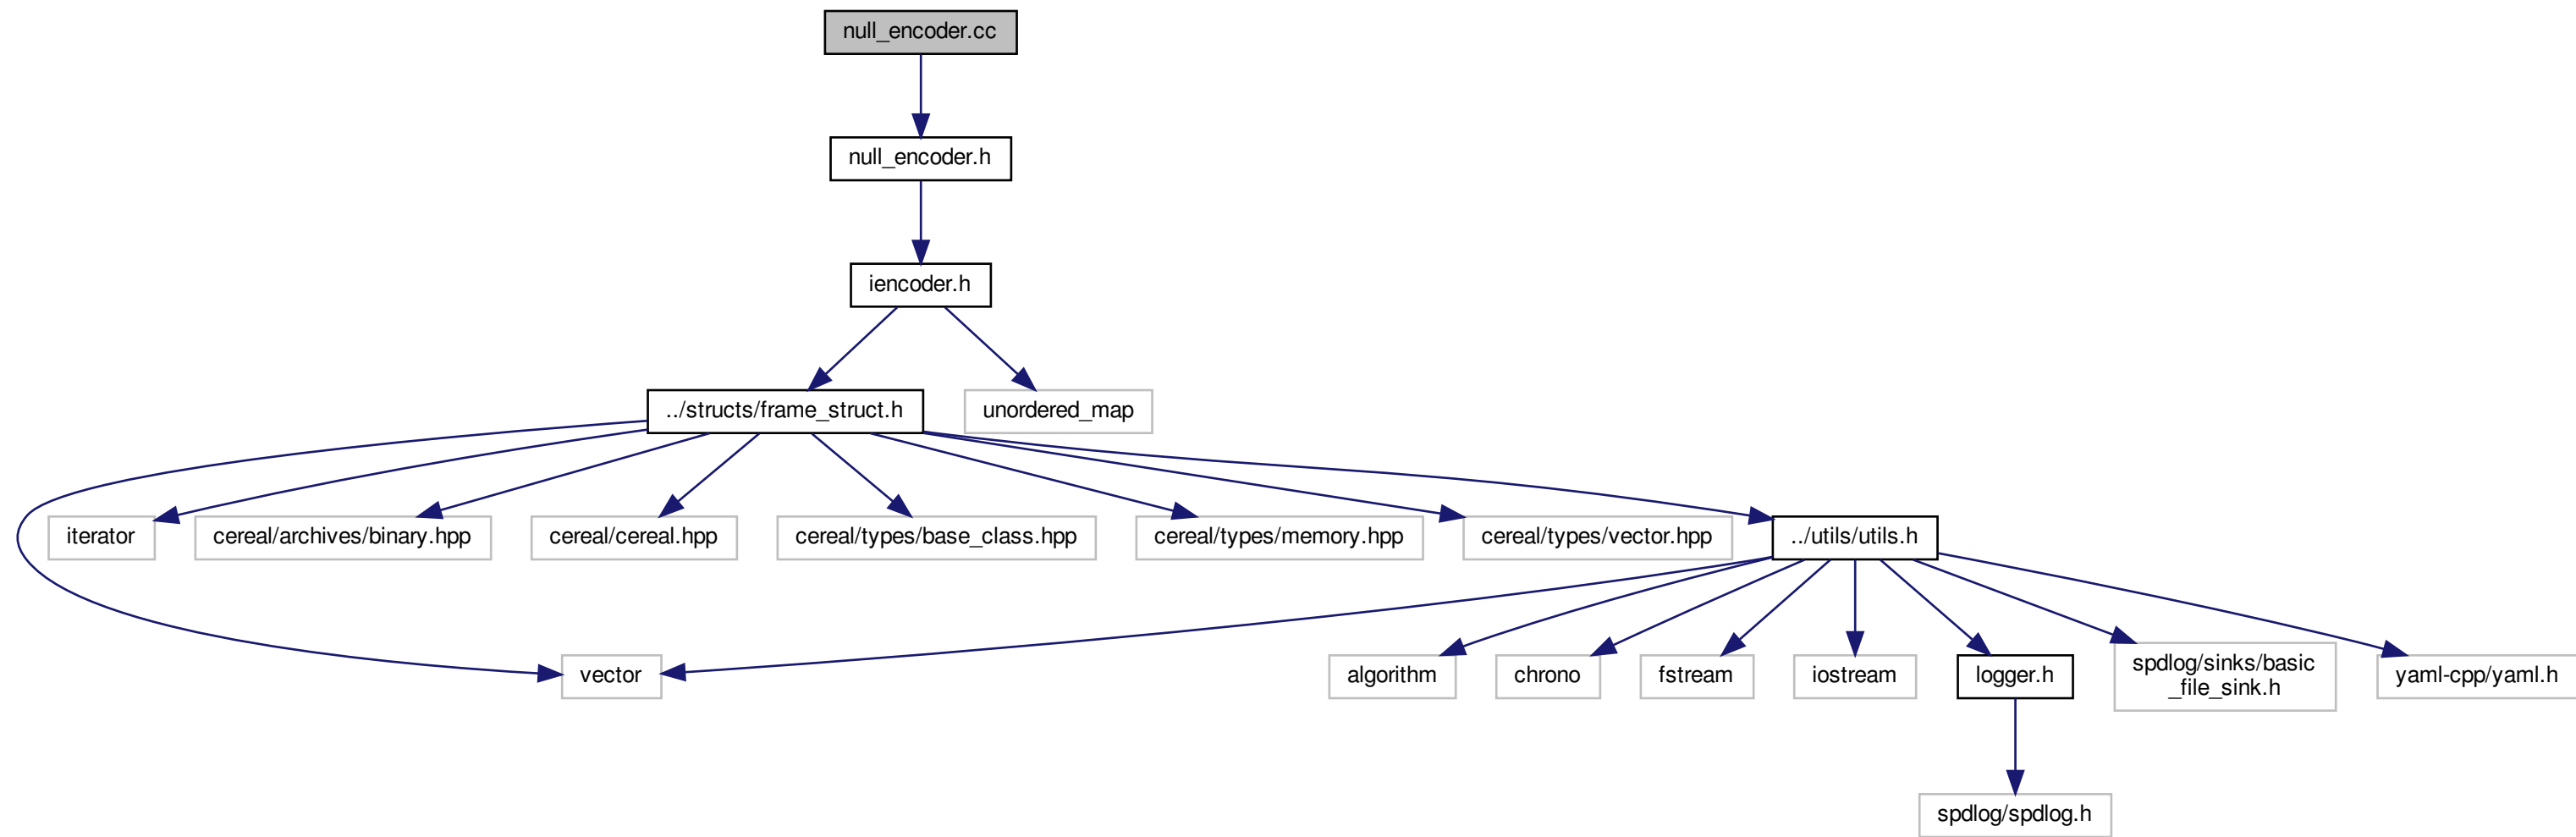 null_encoder.cc
null_encoder.h
iencoder.h
../structs/frame_struct.h
unordered_map
iterator
cereal/archives/binary.hpp
cereal/cereal.hpp
cereal/types/base_class.hpp
cereal/types/memory.hpp
cereal/types/vector.hpp
../utils/utils.h
vector
algorithm
chrono
fstream
iostream
logger.h
spdlog/sinks/basic
_file_sink.h
yaml-cpp/yaml.h
spdlog/spdlog.h